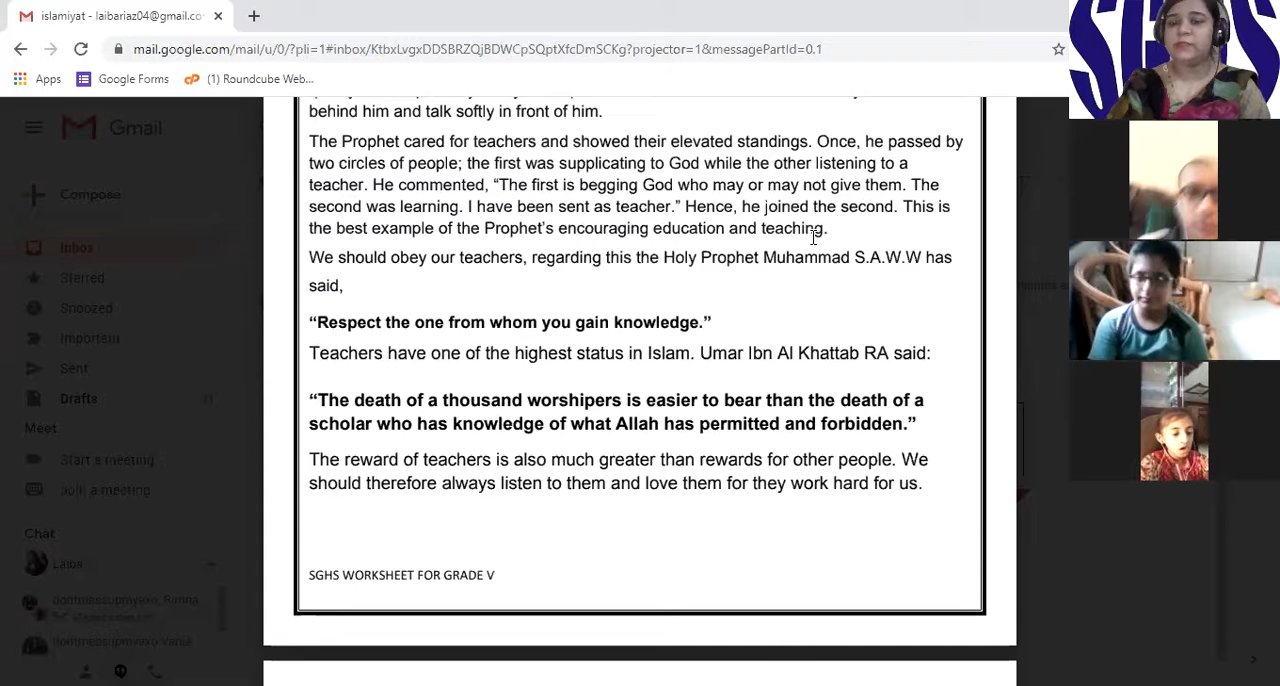 islamiyat - laibariaz04@gmail.co
mail.google.com/mail/u/0/?pli=1#inbox/KtbxLvgxDDSBRZQjBDWCpSQptXfcDmSCKg?projector=1&messagePartId=0.1
Apps Google Forms (1) Roundcube Web...
SGHS
Gmail
Compose
Inbox
Starred
Snoozed
Important
Sent
Drafts
Meet
Start a meeting
Join a meeting
Chat
Laiba
behind him and talk softly in front of him.
The Prophet cared for teachers and showed their elevated standings. Once, he passed by
two circles of people; the first was supplicating to God while the other listening to a
teacher. He commented, “The first is begging God who may or may not give them. The
second was learning. I have been sent as teacher.” Hence, he joined the second. This is
the best example of the Prophet’s encouraging education and teaching.
We should obey our teachers, regarding this the Holy Prophet Muhammad S.A.W.W has
said,
“Respect the one from whom you gain knowledge.”
Teachers have one of the highest status in Islam. Umar Ibn Al Khattab RA said:
“The death of a thousand worshipers is easier to bear than the death of a
scholar who has knowledge of what Allah has permitted and forbidden.”
The reward of teachers is also much greater than rewards for other people. We
should therefore always listen to them and love them for they work hard for us.
SGHS WORKSHEET FOR GRADE V